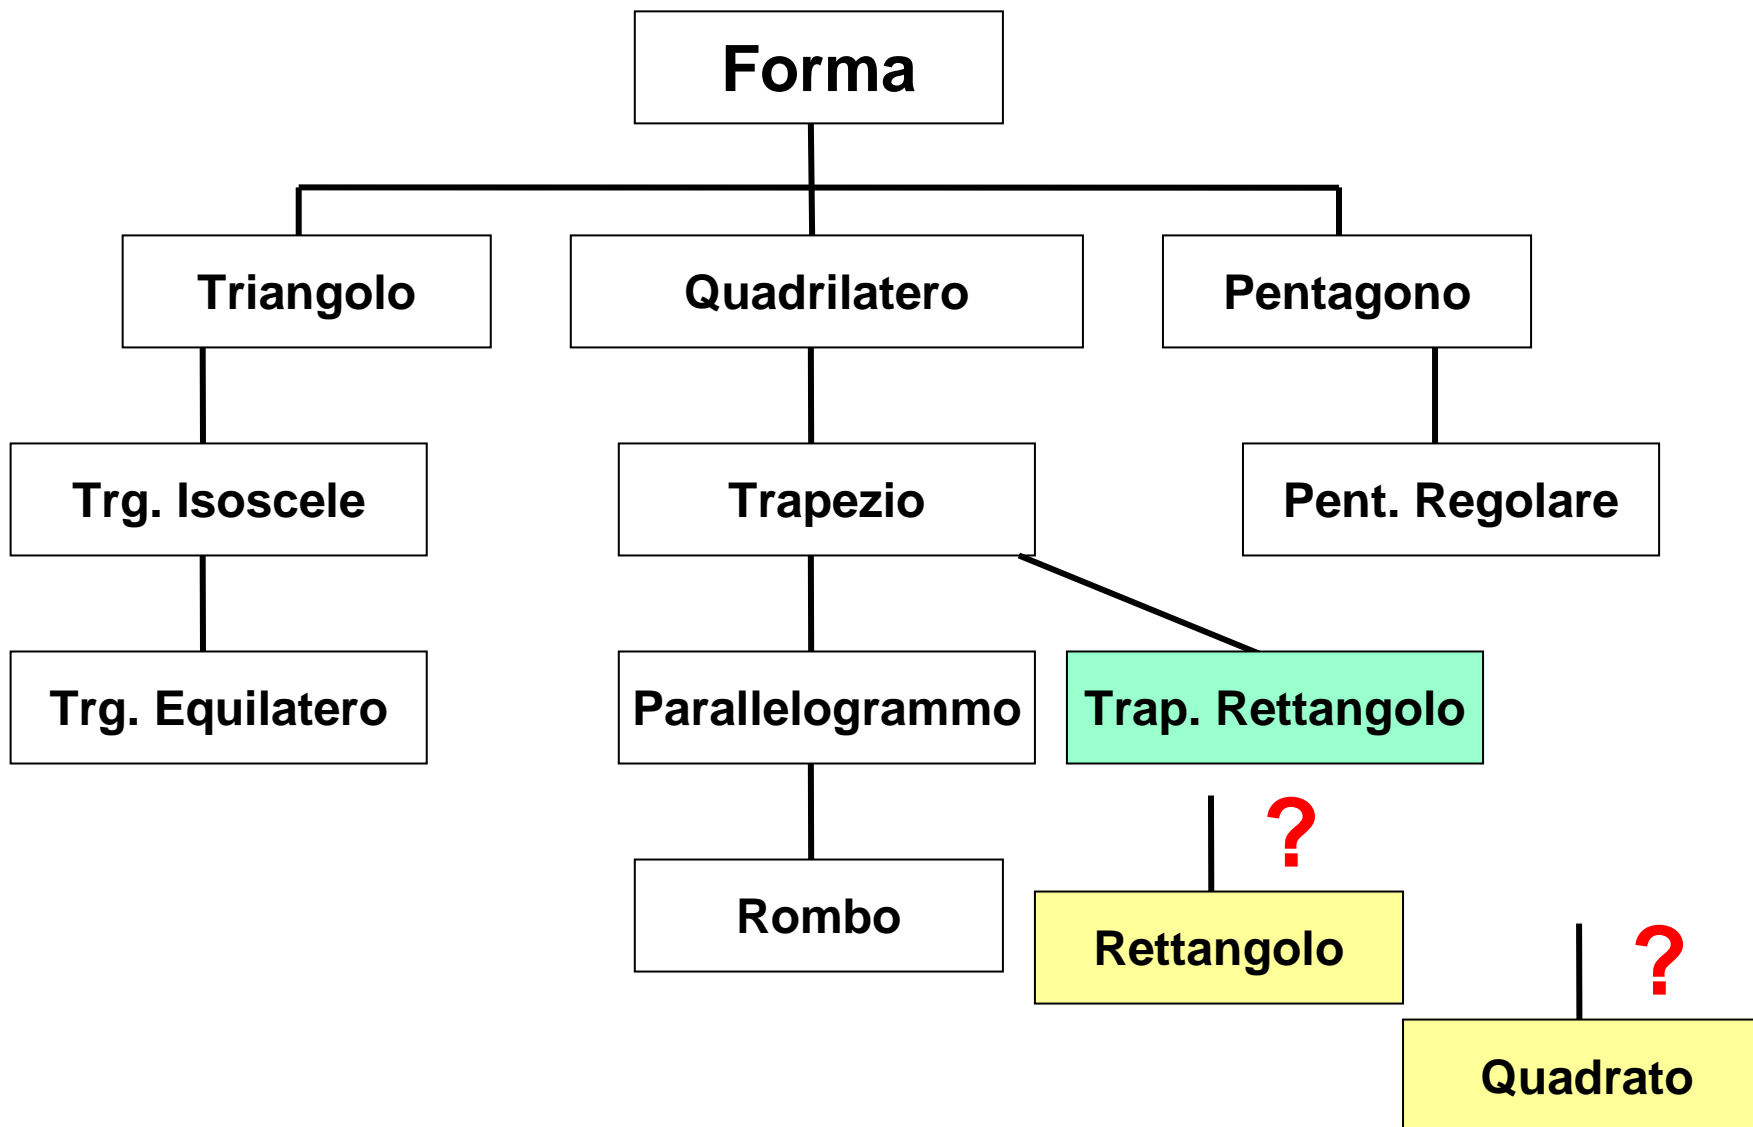 Forma
Triangolo
Quadrilatero
Pentagono
Trg. Isoscele
Trapezio
Pent. Regolare
Trg. Equilatero
Parallelogrammo
Trap. Rettangolo
?
Rombo
Rettangolo
?
Quadrato